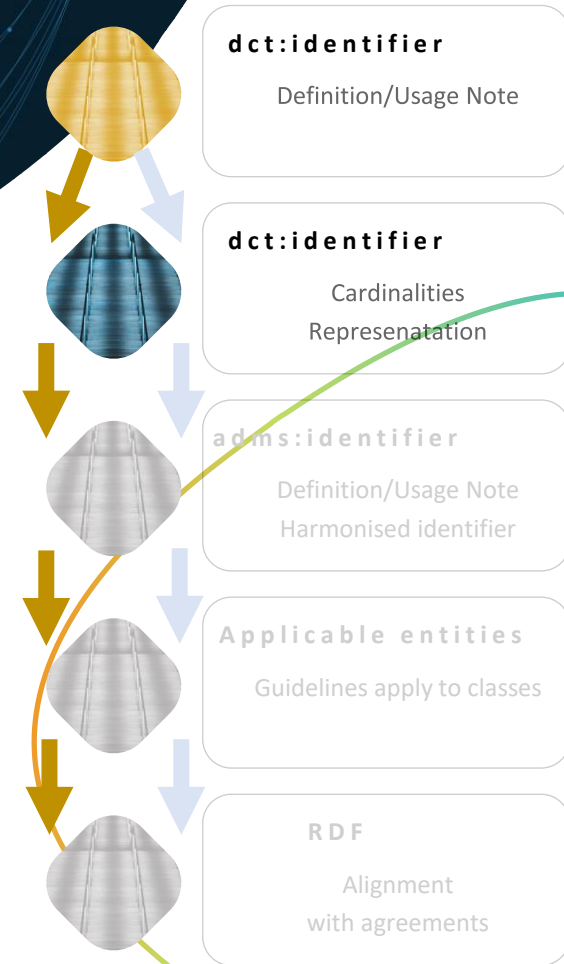 dct:identifier
Definition/Usage Note
dct:identifier
Cardinalities
Represenatation
adms:identifier
Definition/Usage Note
Harmonised identifier
Applicable entities
Guidelines apply to classes
RDF
Alignment
with agreements